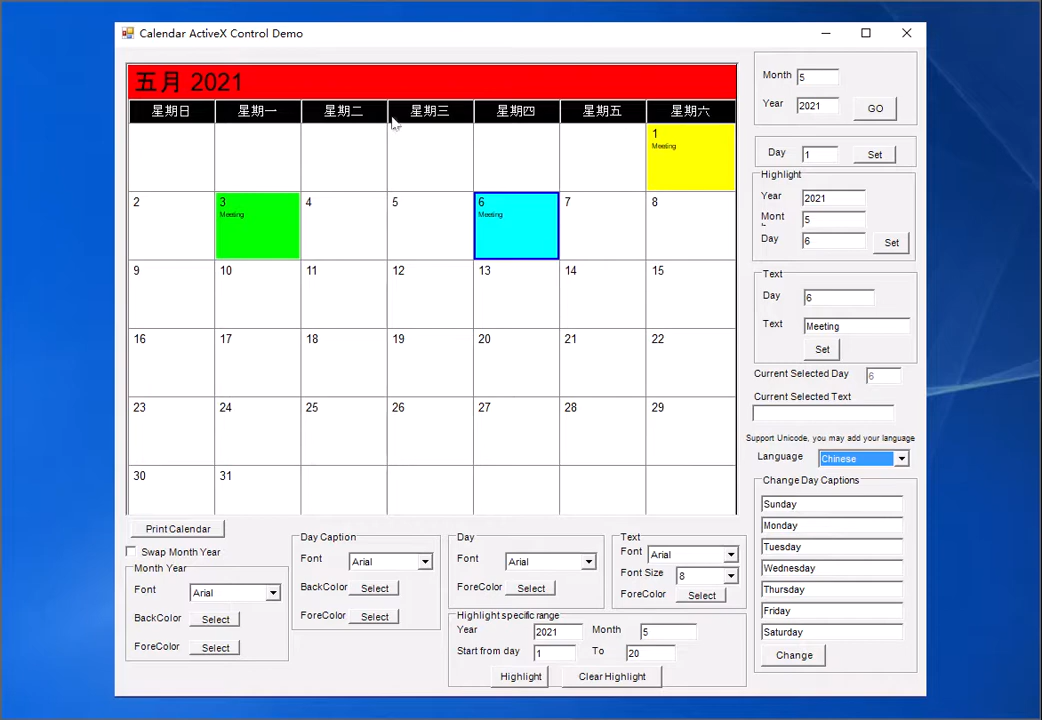 Calendar ActiveX Control Demo
五月 2021
星期日 星期一 星期二 星期三 星期四 星期五 星期六
1
Meeting
2 3 4 5 6 7 8
Meeting Meeting
9 10 11 12 13 14 15
16 17 18 19 20 21 22
23 24 25 26 27 28 29
30 31
Month 5
Year 2021 GO
Day 1 Set
Highlight
Year 2021
Mont 5
Day 6 Set
Text
Day 6
Text Meeting
Set
Current Selected Day 6
Current Selected Text
Support Unicode, you may add your language
Language Chinese
Change Day Captions
Sunday
Monday
Tuesday
Wednesday
Thursday
Friday
Saturday
Change
Print Calendar
Swap Month Year
Month Year
Font Arial
BackColor Select
ForeColor Select
Day Caption
Font Arial
BackColor Select
ForeColor Select
Day
Font Arial
ForeColor Select
Text
Font Arial
Font Size 8
ForeColor Select
Highlight specific range
Year 2021 Month 5
Start from day 1 To 20
Highlight Clear Highlight